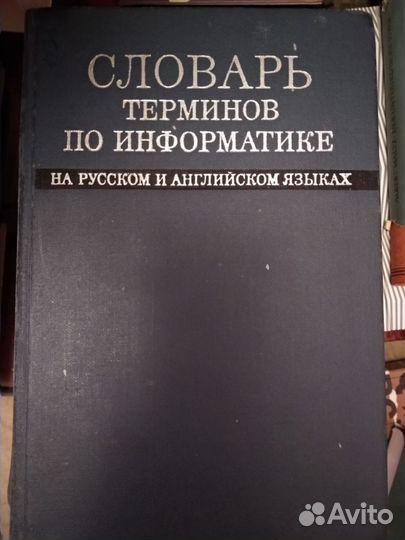 СЛОВАРЬ
ТЕРМИНОВ
ПО ИНФОРМАТИКЕ
НА РУССКОМ И АНГЛИЙСКОМ ЯЗЫКАХ
Avito